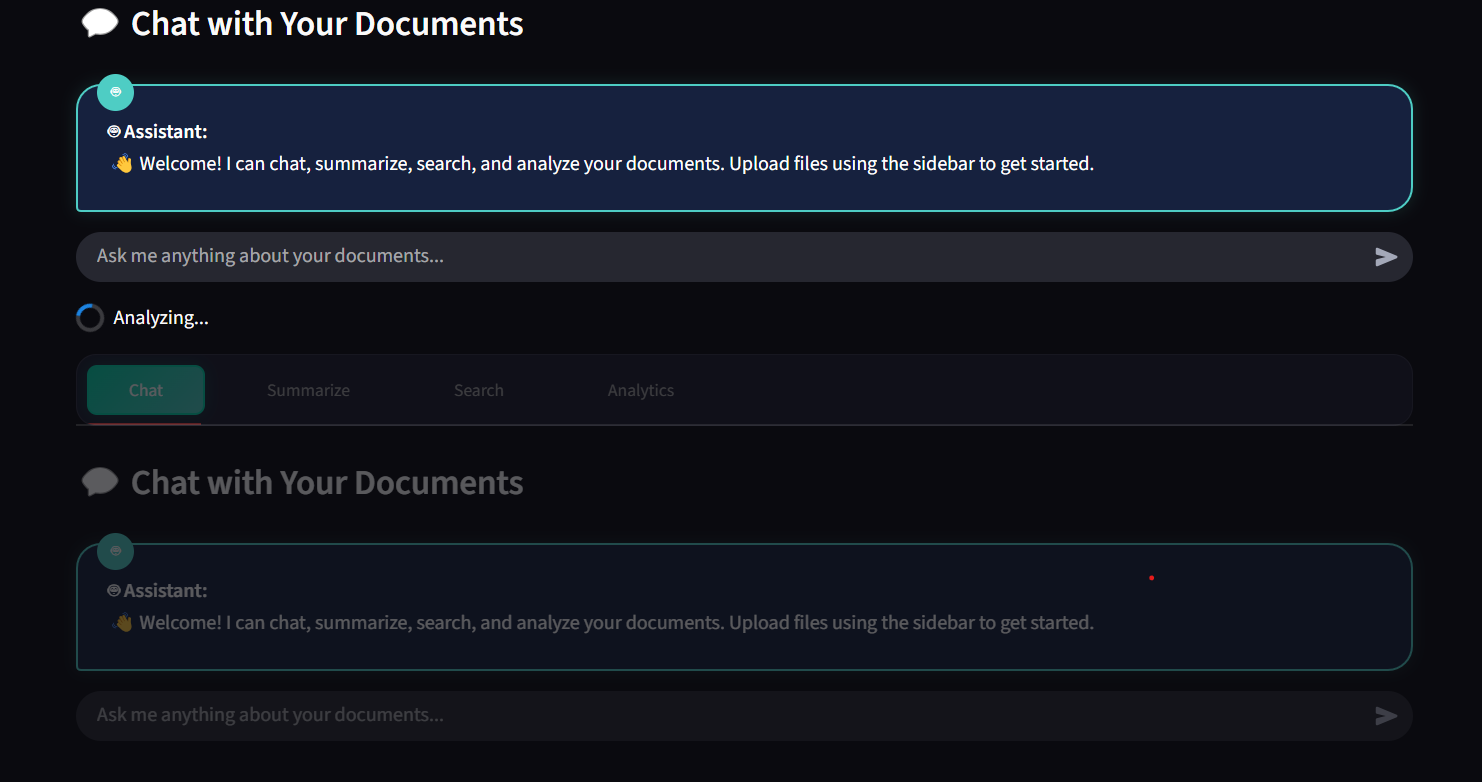 💬 Chat with Your Documents
Assistant:
👋 Welcome! I can chat, summarize, search, and analyze your documents. Upload files using the sidebar to get started.
Ask me anything about your documents...
Analyzing...
Chat Summarize Search Analytics
💬 Chat with Your Documents
Assistant:
👋 Welcome! I can chat, summarize, search, and analyze your documents. Upload files using the sidebar to get started.
Ask me anything about your documents...